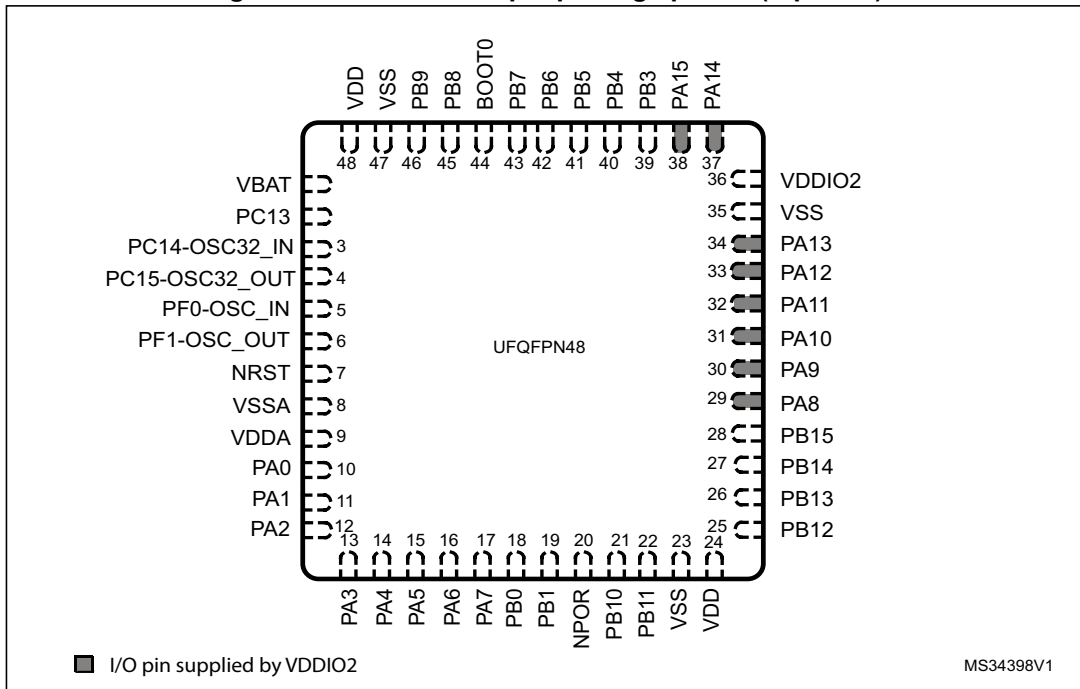 VDD
VSS
PB9
PB8
BOOT0
PB7
PB6
PB5
PB4
PB3
PA15
PA14
48
47
46
45
44
43
42
41
40
39
38
37
VBAT
PC13
PC14-OSC32_IN 3
PC15-OSC32_OUT 4
PF0-OSC_IN 5
PF1-OSC_OUT 6
NRST 7
VSSA 8
VDDA 9
PA0 10
PA1 11
PA2 12
UFQFPN48
36 VDDIO2
35 VSS
34 PA13
33 PA12
32 PA11
31 PA10
30 PA9
29 PA8
28 PB15
27 PB14
26 PB13
25 PB12
13
14
15
16
17
18
19
20
21
22
23
24
PA3
PA4
PA5
PA6
PA7
PB0
PB1
NPOR
PB10
PB11
VSS
VDD
I/O pin supplied by VDDIO2
MS34398V1